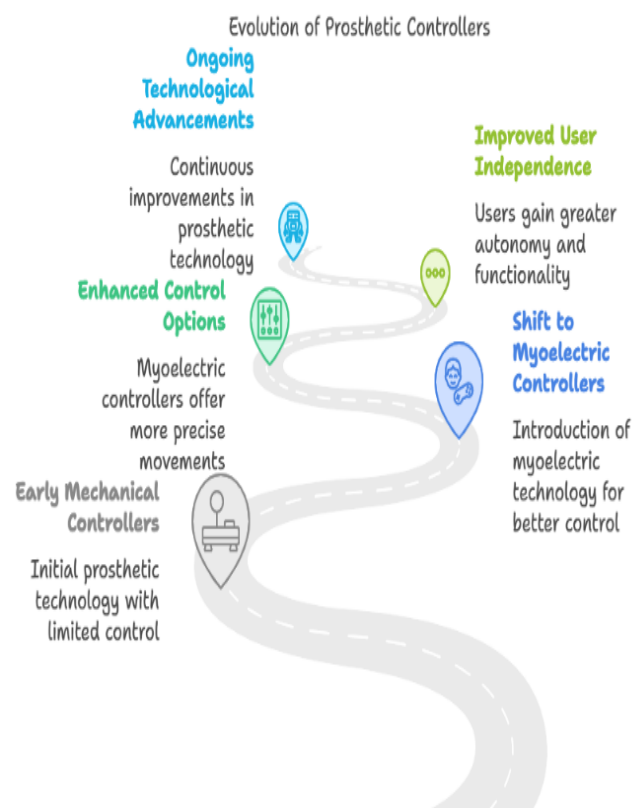 Evolution of Prosthetic Controllers
Ongoing
Technological
Advancements
Continuous
improvements in
prosthetic
technology
Improved User
Independence
Users gain greater
autonomy and
functionality
Enhanced Control
Options
Myoelectric
controllers offer
more precise
movements
Shift to
Myoelectric
Controllers
Introduction of
myoelectric
technology for
better control
Early Mechanical
Controllers
Initial prosthetic
technology with
limited control